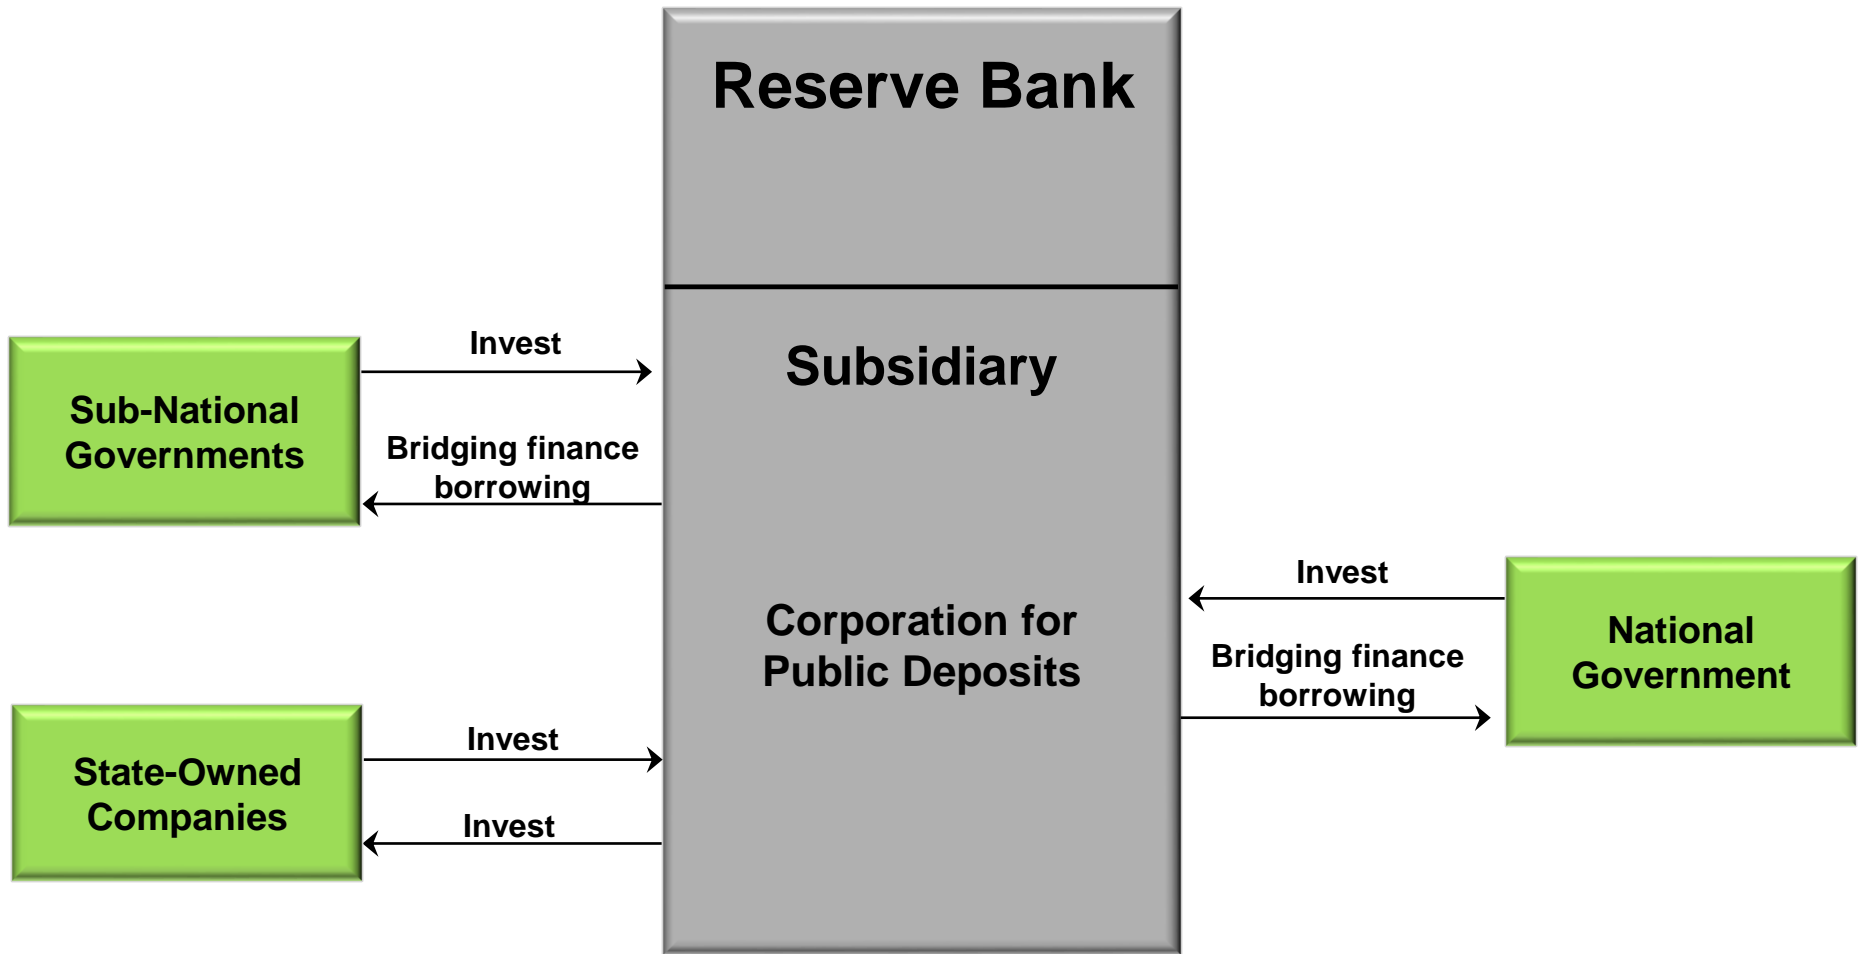 Reserve Bank
Subsidiary
Corporation for
Public Deposits
Sub-National
Governments
Invest
Bridging finance
borrowing
State-Owned
Companies
Invest
Invest
Invest
Bridging finance
borrowing
National
Government